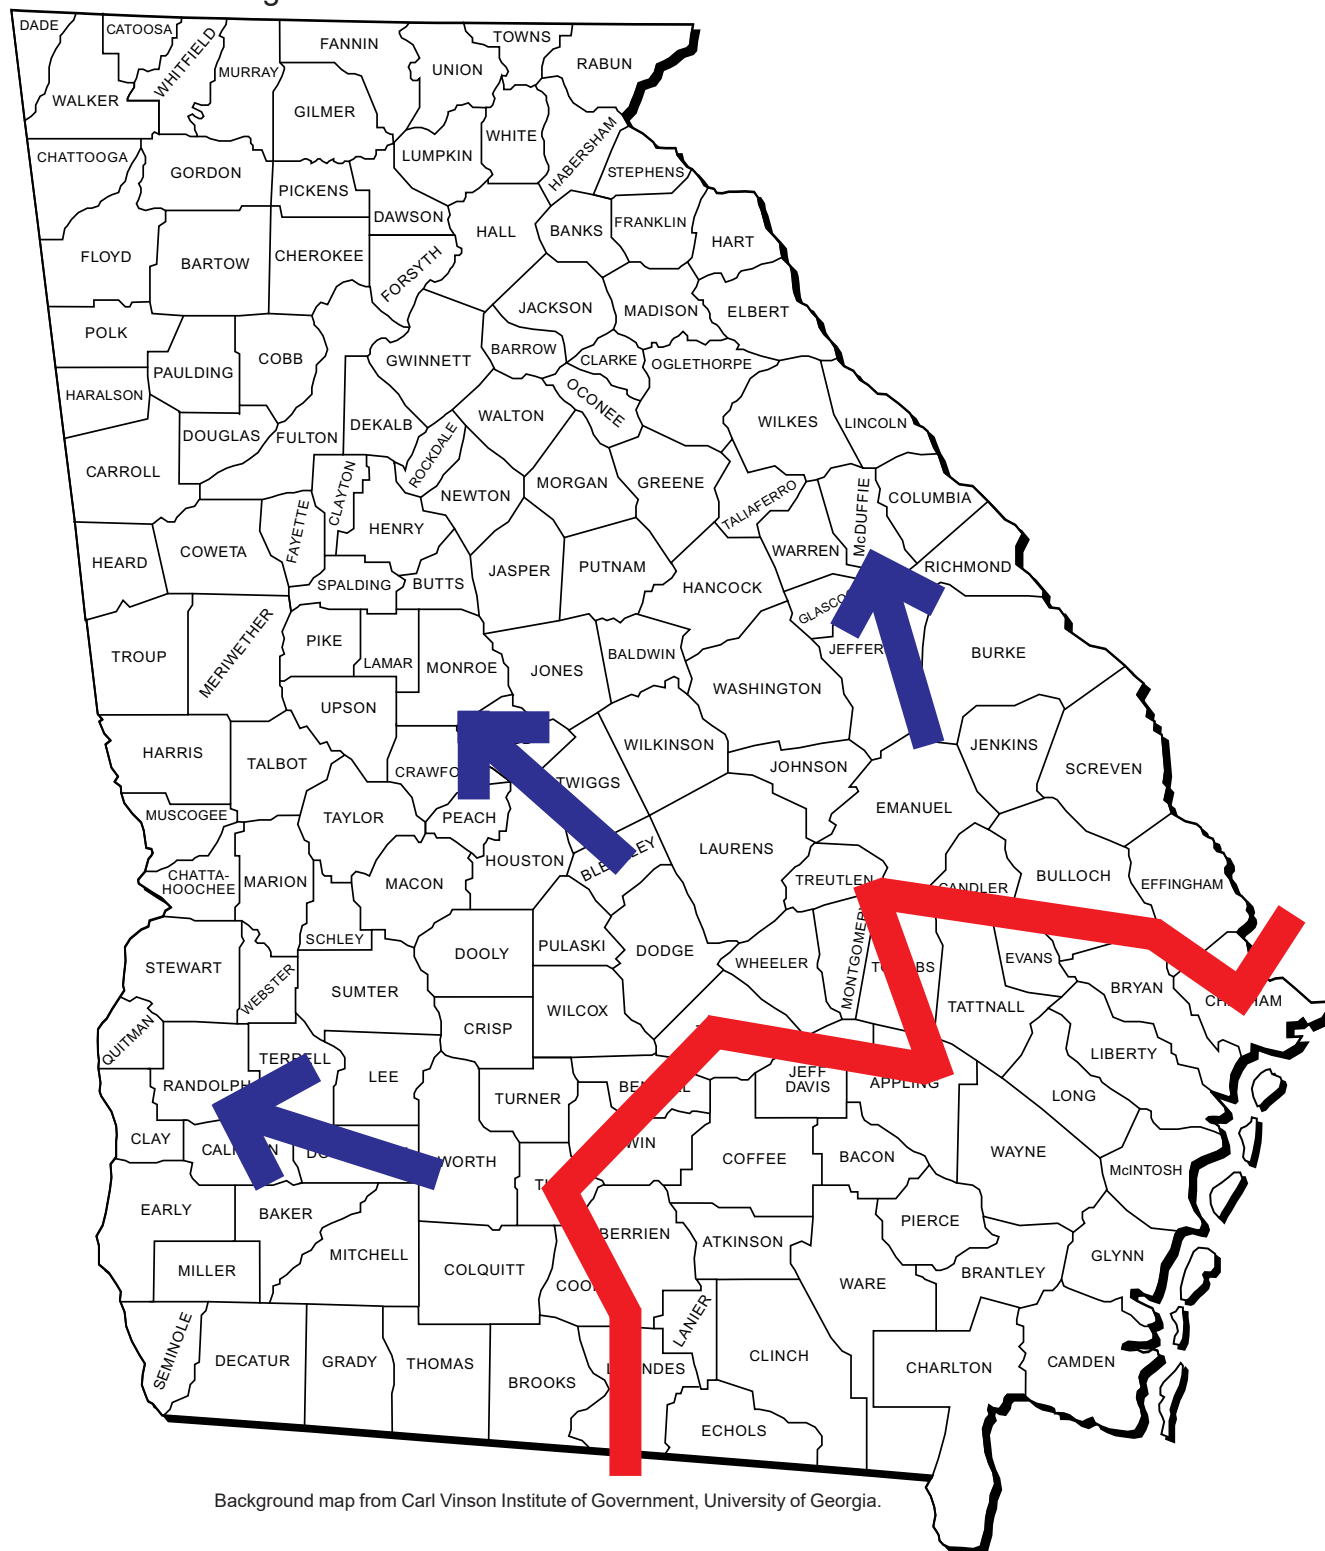 DADE
CATOOSA
WHITFIELD
MURRAY
FANNIN
UNION
TOWNS
RABUN
WALKER
GILMER
WHITE
HABERSHAM
LUMPKIN
STEPHENS
CHATTOOGA
GORDON
PICKENS
DAWSON
HALL
BANKS
FRANKLIN
HART
FLOYD
BARTOW
CHEROKEE
FORSYTH
JACKSON
MADISON
ELBERT
POLK
PAULDING
COBB
GWINNETT
BARROW
CLARKE
OGLETHORPE
HARALSON
OCONEE
WALTON
WILKES
LINCOLN
DOUGLAS
FULTON
DEKALB
ROCKDALE
CARROLL
CLAYTON
NEWTON
MORGAN
GREENE
TALIAFERRO
McDUFFIE
COLUMBIA
FAYETTE
HENRY
HEARD
COWETA
WARREN
RICHMOND
SPALDING
BUTTS
JASPER
PUTNAM
HANCOCK
TROUP
MERIWETHER
PIKE
LAMAR
MONROE
JONES
BALDWIN
BURKE
WASHINGTON
UPSON
HARRIS
TALBOT
WILKINSON
JENKINS
SCREVEN
JOHNSON
TWIGGS
MUSCOGEE
TAYLOR
PEACH
EMANUEL
HOUSTON
LAURENS
CHATTA-
HOOCHEE
MARION
MACON
TREUTLEN
CANDLER
BULLOCH
EFFINGHAM
SCHLEY
DOOLY
PULASKI
DODGE
WHEELER
EVANS
STEWART
WEBSTER
SUMTER
WILCOX
TATTNALL
BRYAN
QUITMAN
CRISP
LIBERTY
RANDOLPH
TERRELL
LEE
TURNER
JEFF
DAVIS
APPLING
LONG
CLAY
WORTH
COFFEE
BACON
WAYNE
McINTOSH
EARLY
BAKER
MITCHELL
BERRIEN
ATKINSON
PIERCE
GLYNN
MILLER
COLQUITT
WARE
BRANTLEY
SEMINOLE
DECATUR
GRADY
THOMAS
BROOKS
LANIER
CLINCH
CHARLTON
CAMDEN
ECHOLS
Background map from Carl Vinson Institute of Government, University of Georgia.